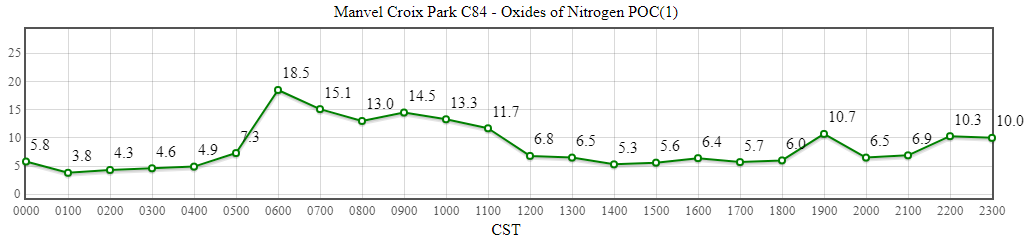 Manvel Croix Park C84 - Oxides of Nitrogen POC(1)
25
20
15
10
5
0
5.8 3.8 4.3 4.6 4.9 7.3 18.5 15.1 13.0 14.5 13.3 11.7 6.8 6.5 5.3 5.6 6.4 5.7 6.0 10.7 6.5 6.9 10.3 10.0
0000 0100 0200 0300 0400 0500 0600 0700 0800 0900 1000 1100 1200 1300 1400 1500 1600 1700 1800 1900 2000 2100 2200 2300
CST